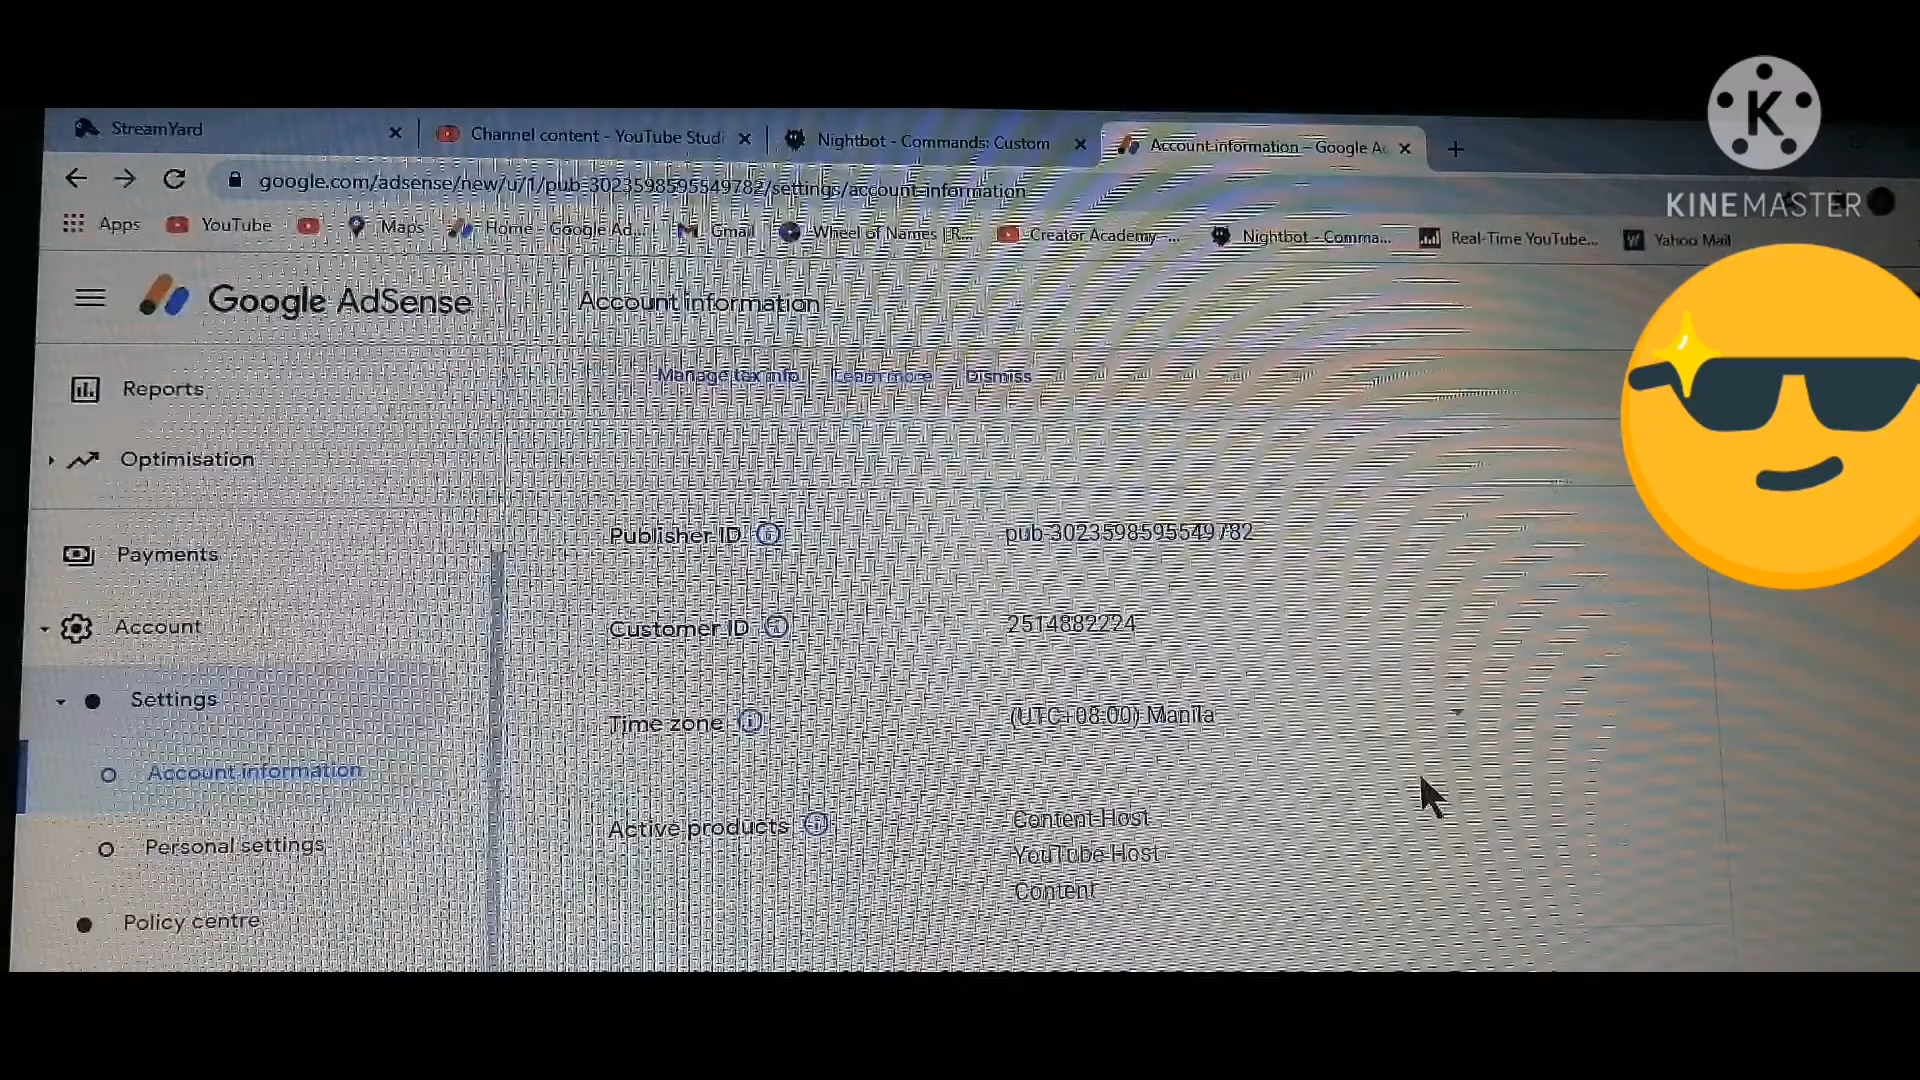 StreamYard
Channel content - YouTube Studi
Nightbot - Commands: Custom
Account information – Google Ac
google.com/adsense/new/u/1/pub-3023598595549782/settings/account-information
Apps YouTube Maps Home - Google Ad... Gmail Wheel of Names | R... Creator Academy -... Nightbot - Comma... Real-Time YouTube... Yahoo Mail
K
KINEMASTER
Google AdSense
Account information
Manage tax info Learn more Dismiss
Reports
Optimisation
Payments
Account
Settings
Account information
Personal settings
Policy centre
Publisher ID pub-3023598595549782
Customer ID 2514882224
Time zone (UTC+08:00) Manila
Active products Content Host
YouTube Host
Content